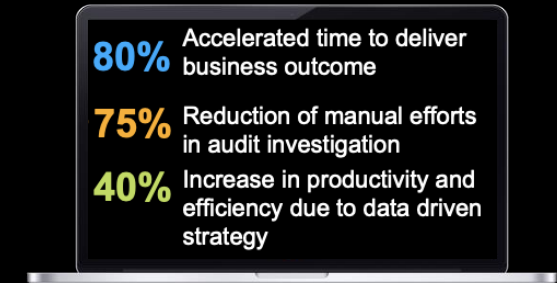 80% Accelerated time to deliver
business outcome
75% Reduction of manual efforts
in audit investigation
40% Increase in productivity and
efficiency due to data driven
strategy